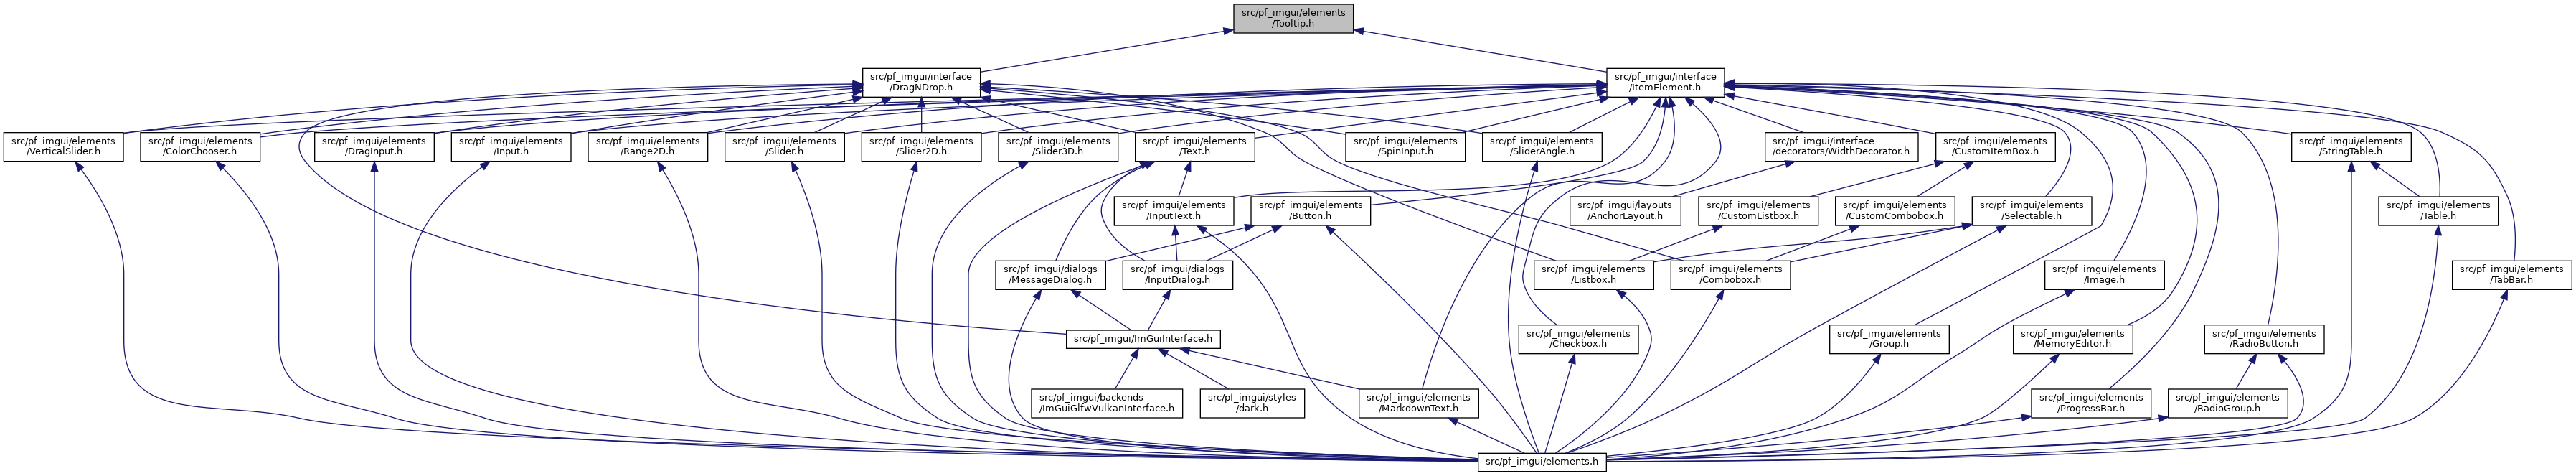 src/pf_imgui/elements
/Tooltip.h
src/pf_imgui/interface
/DragNDrop.h
src/pf_imgui/interface
/ItemElement.h
src/pf_imgui/elements
/VerticalSlider.h
src/pf_imgui/elements
/ColorChooser.h
src/pf_imgui/elements
/DragInput.h
src/pf_imgui/elements
/Input.h
src/pf_imgui/elements
/Range2D.h
src/pf_imgui/elements
/Slider.h
src/pf_imgui/elements
/Slider2D.h
src/pf_imgui/elements
/Slider3D.h
src/pf_imgui/elements
/Text.h
src/pf_imgui/elements
/SpinInput.h
src/pf_imgui/elements
/SliderAngle.h
src/pf_imgui/interface
/decorators/WidthDecorator.h
src/pf_imgui/elements
/CustomItemBox.h
src/pf_imgui/elements
/StringTable.h
src/pf_imgui/elements
/InputText.h
src/pf_imgui/elements
/Button.h
src/pf_imgui/layouts
/AnchorLayout.h
src/pf_imgui/elements
/CustomListbox.h
src/pf_imgui/elements
/CustomCombobox.h
src/pf_imgui/elements
/Selectable.h
src/pf_imgui/elements
/Table.h
src/pf_imgui/dialogs
/MessageDialog.h
src/pf_imgui/dialogs
/InputDialog.h
src/pf_imgui/elements
/Listbox.h
src/pf_imgui/elements
/Combobox.h
src/pf_imgui/elements
/Image.h
src/pf_imgui/elements
/TabBar.h
src/pf_imgui/ImGuiInterface.h
src/pf_imgui/elements
/Checkbox.h
src/pf_imgui/elements
/Group.h
src/pf_imgui/elements
/MemoryEditor.h
src/pf_imgui/elements
/RadioButton.h
src/pf_imgui/backends
/ImGuiGlfwVulkanInterface.h
src/pf_imgui/styles
/dark.h
src/pf_imgui/elements
/MarkdownText.h
src/pf_imgui/elements
/ProgressBar.h
src/pf_imgui/elements
/RadioGroup.h
src/pf_imgui/elements.h